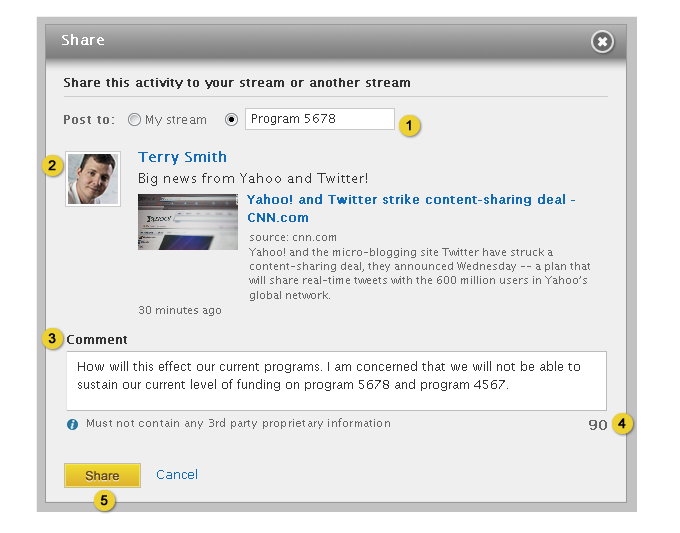 Share
Share this activity to your stream or another stream
Post to: My stream Program 5678
1
2
Terry Smith
Big news from Yahoo and Twitter!
YAHOO!
Yahoo! and Twitter strike content-sharing deal -
CNN.com
source: cnn.com
Yahoo! and the micro-blogging site Twitter have struck a
content-sharing deal, they announced Wednesday -- a plan that
will share real-time tweets with the 600 million users in Yahoo's
global network.
30 minutes ago
3 Comment
How will this effect our current programs. I am concerned that we will not be able to
sustain our current level of funding on program 5678 and program 4567.
i Must not contain any 3rd party proprietary information 90 4
Share Cancel
5